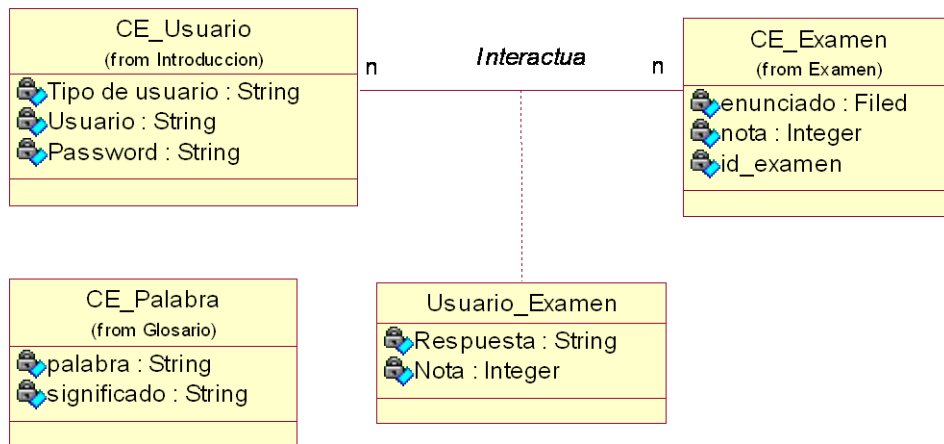 CE_Usuario
(from Introduccion)
Tipo de usuario : String
Usuario : String
Password : String
n
Interactua
n
CE_Examen
(from Examen)
enunciado : Filed
nota : Integer
id_examen
CE_Palabra
(from Glosario)
palabra : String
significado : String
Usuario_Examen
Respuesta : String
Nota : Integer